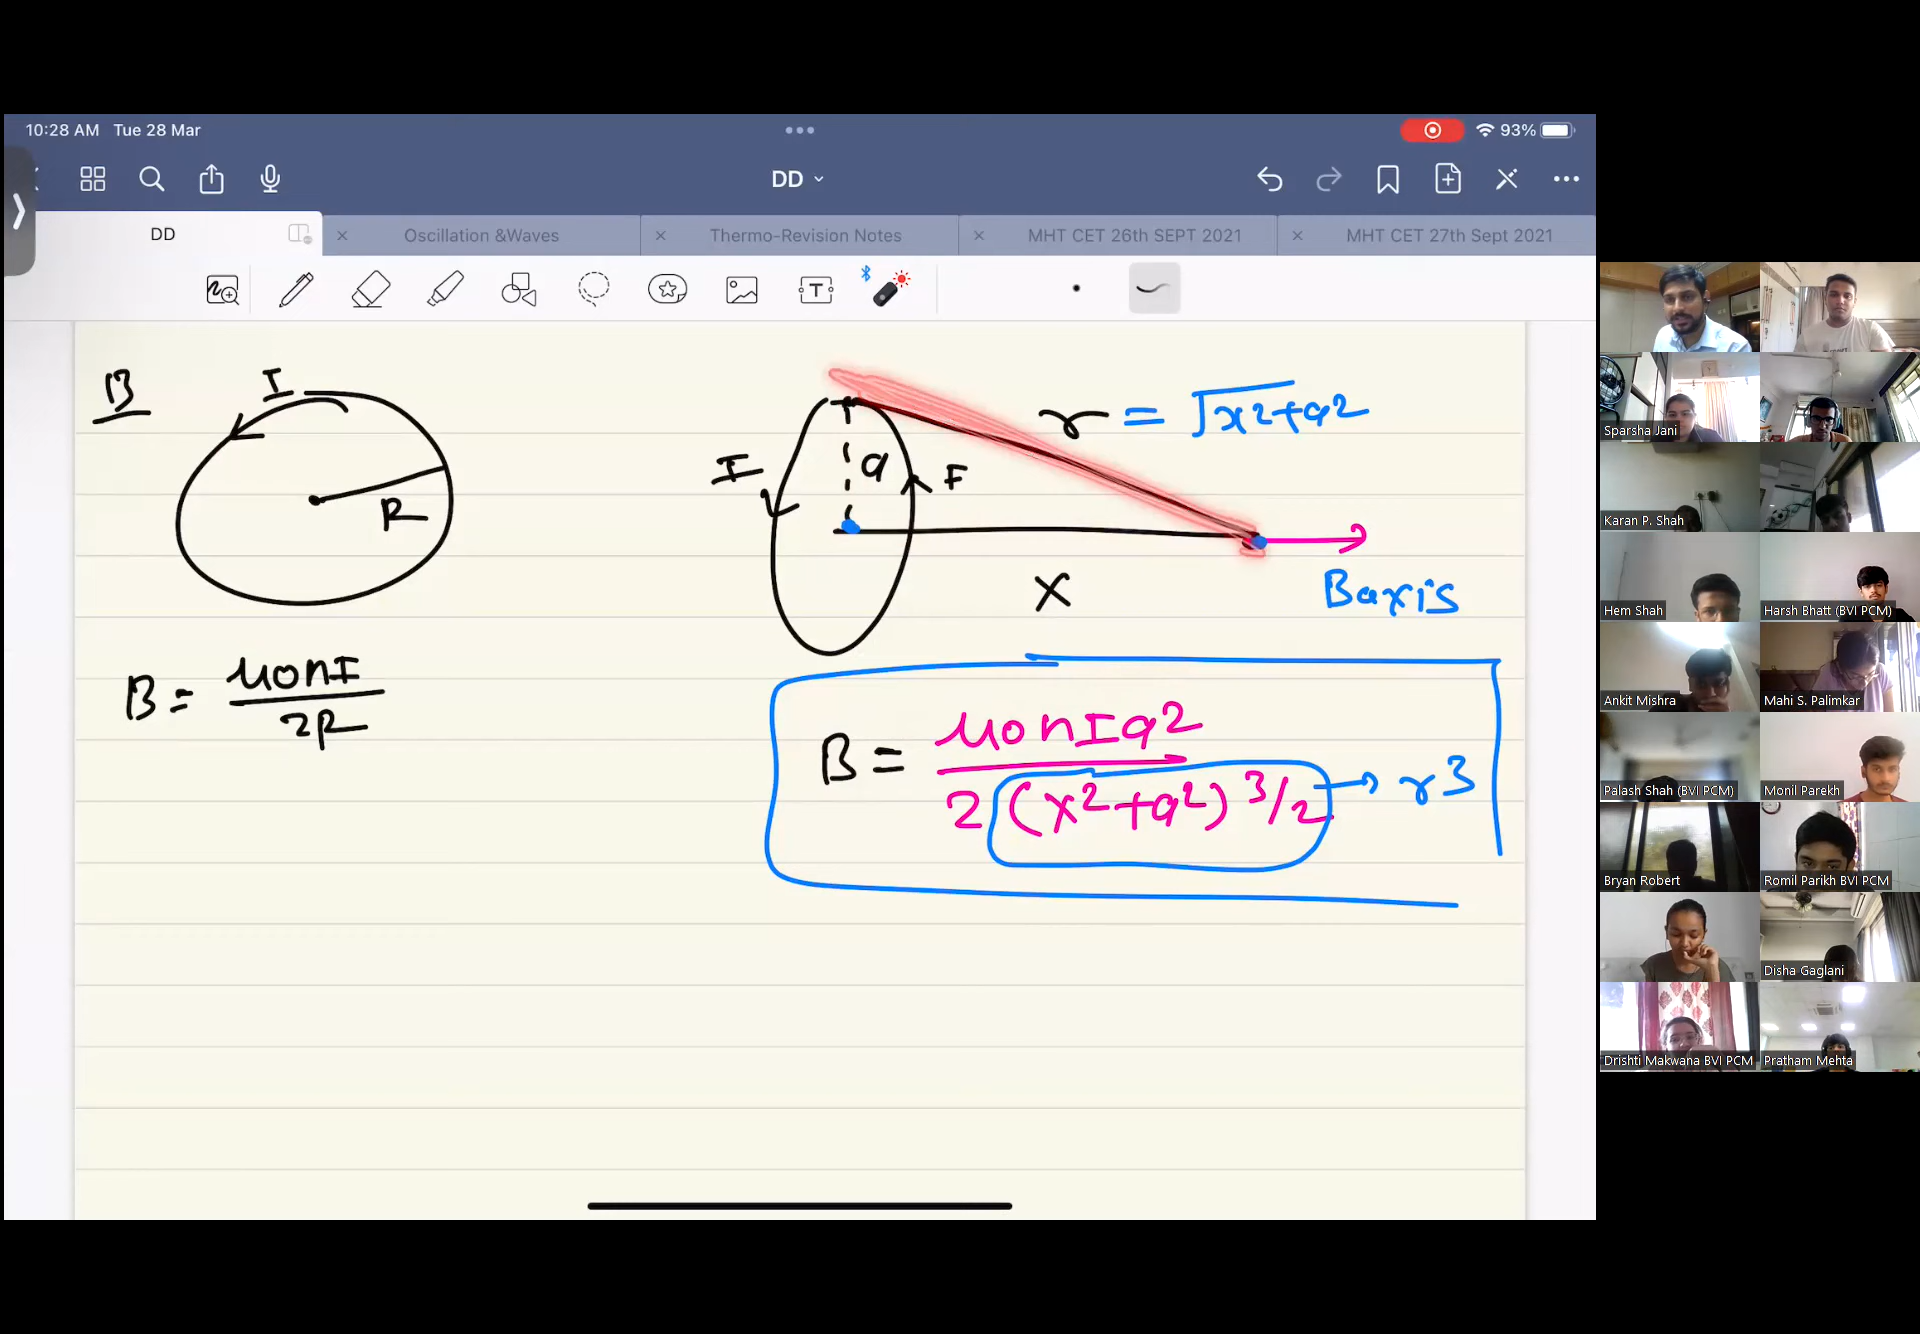 10:28 AM Tue 28 Mar
93%
DD
DD
Oscillation &Waves
Thermo-Revision Notes
MHT CET 26th SEPT 2021
MHT CET 27th Sept 2021
T
B
I
R
B = μ0nI / 2R
I
a
I
r = √x2+a2
X
Baxis
B = μ0nIa2 / 2(x2+a2)3/2 → r3
Sparsha Jani
Karan P. Shah
Hem Shah
Harsh Bhatt (BVI PCM)
Ankit Mishra
Mahi S. Palimkar
Palash Shah (BVI PCM)
Monil Parekh
Bryan Robert
Romil Parikh BVI PCM
Disha Gaglani
Drishti Makwana BVI PCM
Pratham Mehta